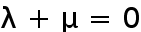 λ + μ = 0